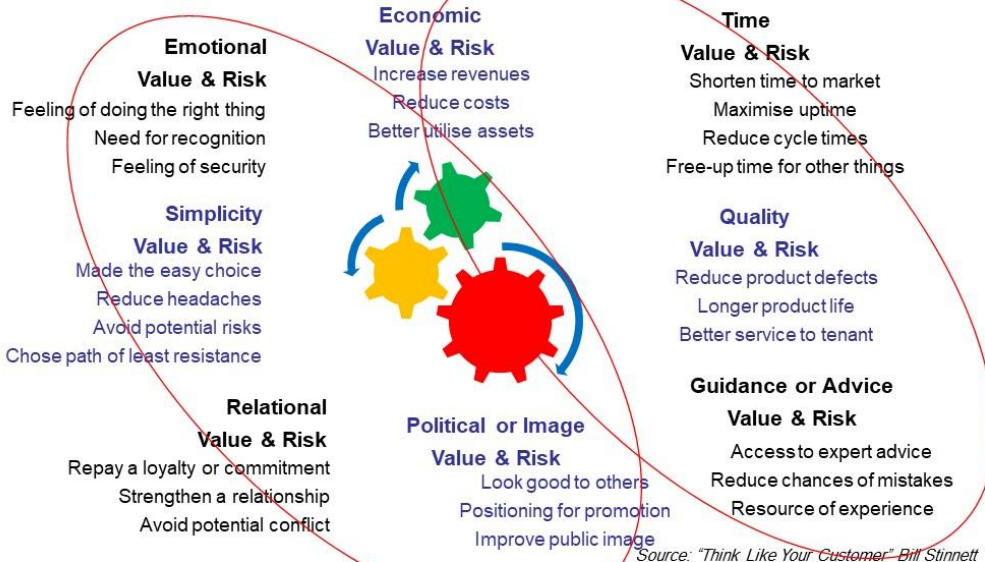 Economic
Value & Risk
Increase revenues
Reduce costs
Better utilise assets
Time
Value & Risk
Shorten time to market
Maximise uptime
Reduce cycle times
Free-up time for other things
Emotional
Value & Risk
Feeling of doing the right thing
Need for recognition
Feeling of security
Simplicity
Value & Risk
Made the easy choice
Reduce headaches
Avoid potential risks
Chose path of least resistance
Quality
Value & Risk
Reduce product defects
Longer product life
Better service to tenant
Relational
Value & Risk
Repay a loyalty or commitment
Strengthen a relationship
Avoid potential conflict
Political or Image
Value & Risk
Look good to others
Positioning for promotion
Improve public image
Guidance or Advice
Value & Risk
Access to expert advice
Reduce chances of mistakes
Resource of experience
Source: "Think Like Your Customer" Bill Stinnett